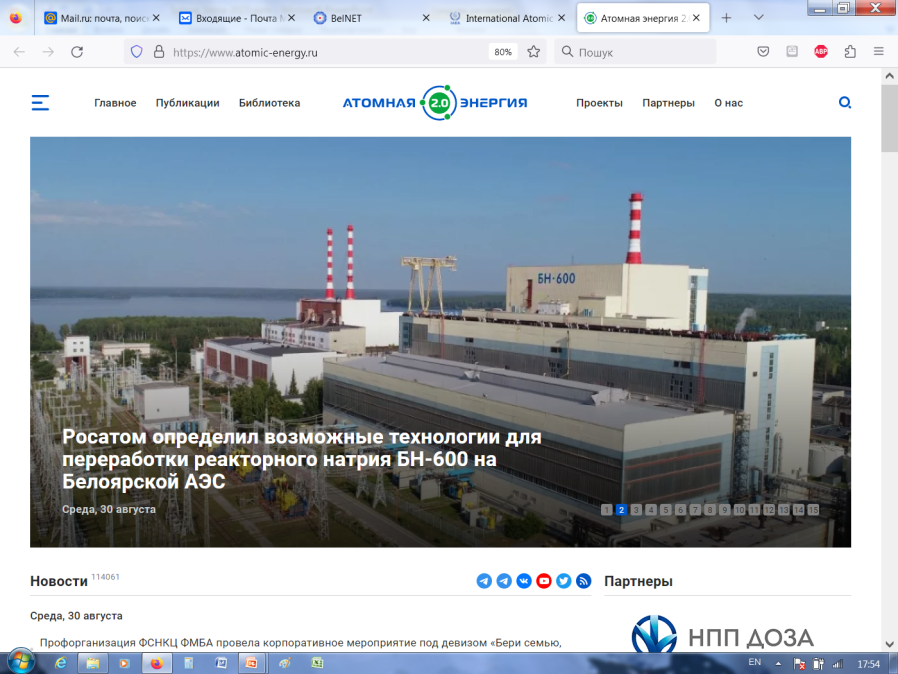 Mail.ru: почта, поис
Входящие - Почта М
BelNET
International Atomic
Атомная энергия 2.
https://www.atomic-energy.ru
80%
Пошук
ABP
Главное
Публикации
Библиотека
АТОМНАЯ 2.0 ЭНЕРГИЯ
Проекты
Партнеры
О нас
БН-600
Росатом определил возможные технологии для
переработки реакторного натрия БН-600 на
Белоярской АЭС
Среда, 30 августа
1 2 3 4 5 6 7 8 9 10 11 12 13 14 15
Новости 114061
Партнеры
Среда, 30 августа
Профорганизация ФСНКЦ ФМБА провела корпоративное мероприятие под девизом «Бери семью,
НПП ДОЗА
EN
17:54